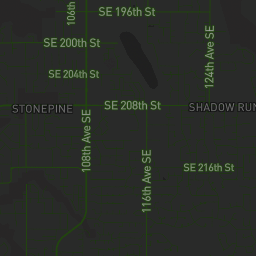 106th
SE 196th St
SE 200th St
124th Ave SE
SE 204th St
SE 208th St
STONEPINE
SHADOW RUN
108th Ave SE
116th Ave SE
SE 216th St